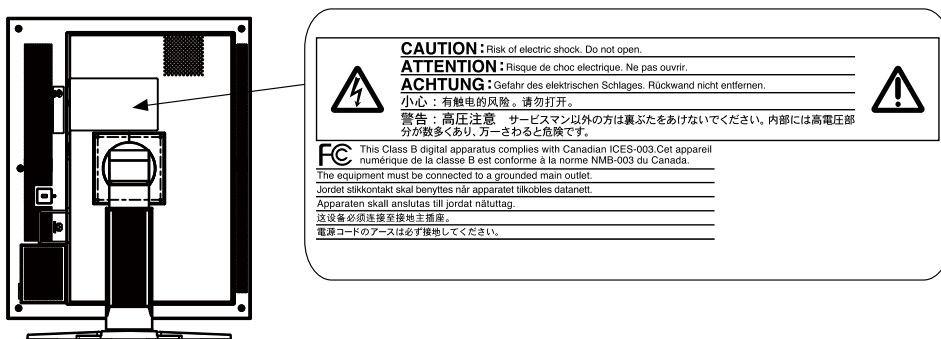 CAUTION：Risk of electric shock. Do not open.
ATTENTION：Risque de choc electrique. Ne pas ouvrir.
ACHTUNG：Gefahr des elektrischen Schlages. Rückwand nicht entfernen.
小心：有触电的风险。请勿打开。
警告：高圧注意 サービスマン以外の方は裏ぶたをあけないでください。内部には高電圧部
分が数多くあり、万一さわると危険です。
FC This Class B digital apparatus complies with Canadian ICES-003.Cet appareil
numérique de la classe B est conforme à la norme NMB-003 du Canada.
The equipment must be connected to a grounded main outlet.
Jordet stikkontakt skal benyttes når apparatet tilkobles datanett.
Apparaten skall anslutas till jordat nätuttag.
这设备必须连接至接地主插座。
電源コードのアースは必ず接地してください。